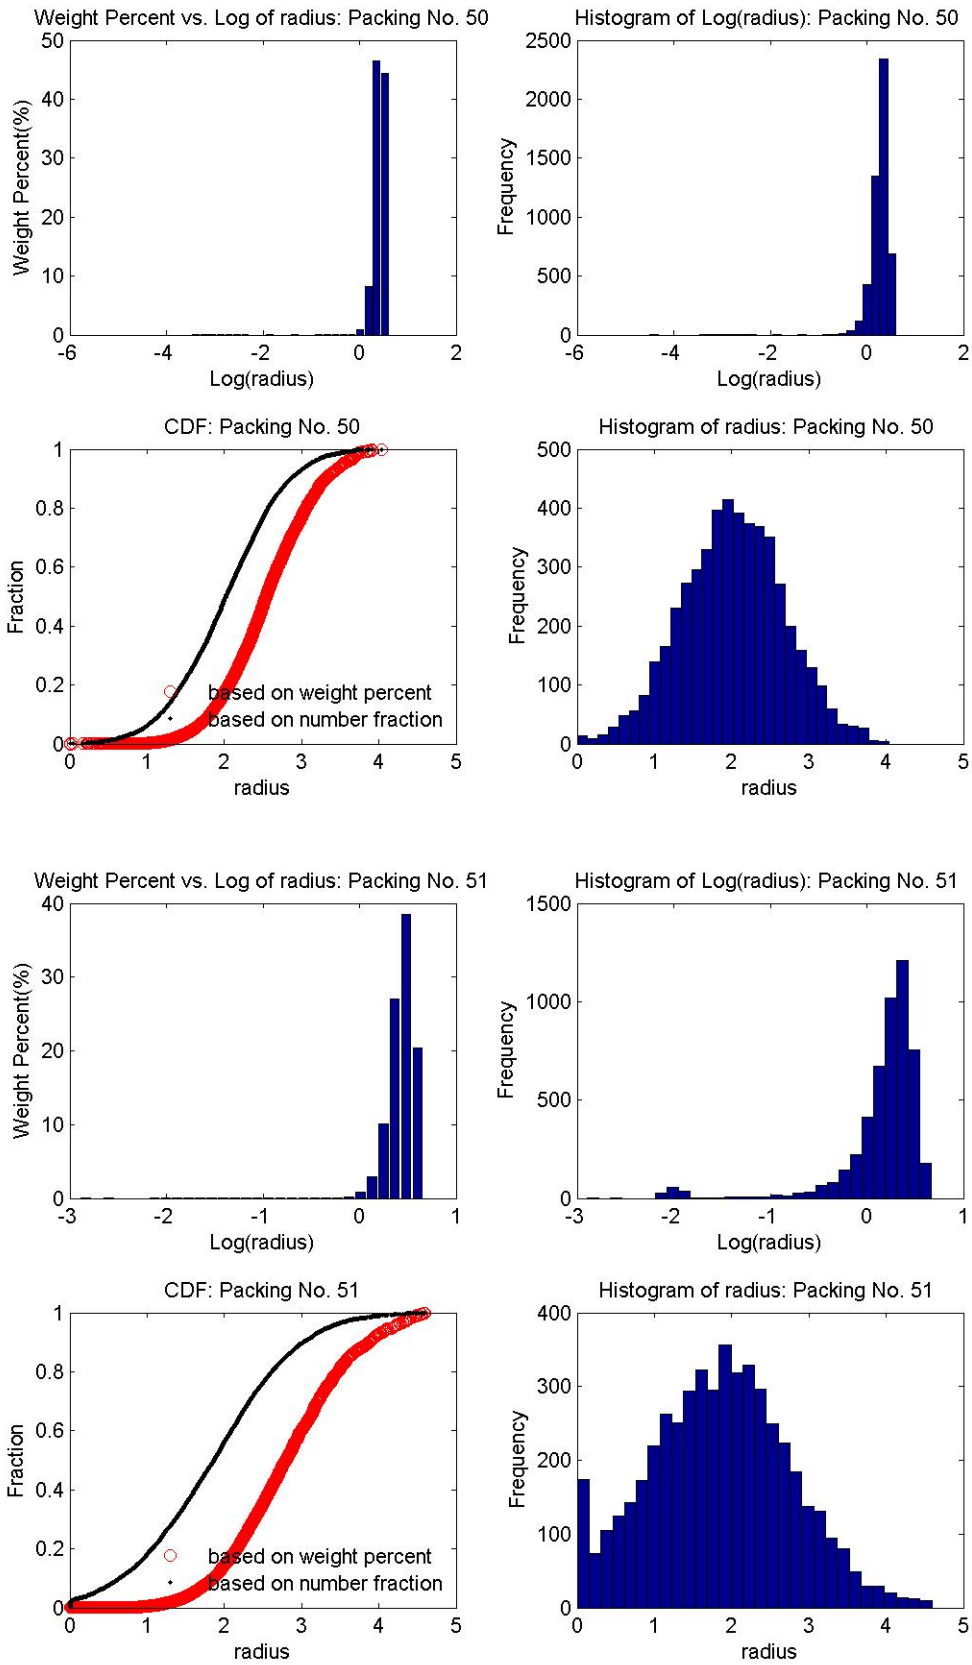 Weight Percent vs. Log of radius: Packing No. 50
Histogram of Log(radius): Packing No. 50
50
40
30
20
10
0
Weight Percent(%)
-6 -4 -2 0 2
Log(radius)
2500
2000
1500
1000
500
0
Frequency
-6 -4 -2 0 2
Log(radius)
CDF: Packing No. 50
Histogram of radius: Packing No. 50
1
0.8
0.6
0.4
0.2
0
Fraction
based on weight percent
based on number fraction
0 1 2 3 4 5
radius
500
400
300
200
100
0
Frequency
0 1 2 3 4 5
radius
Weight Percent vs. Log of radius: Packing No. 51
Histogram of Log(radius): Packing No. 51
40
30
20
10
0
Weight Percent(%)
-3 -2 -1 0 1
Log(radius)
1500
1000
500
0
Frequency
-3 -2 -1 0 1
Log(radius)
CDF: Packing No. 51
Histogram of radius: Packing No. 51
1
0.8
0.6
0.4
0.2
0
Fraction
based on weight percent
based on number fraction
0 1 2 3 4 5
radius
400
300
200
100
0
Frequency
0 1 2 3 4 5
radius